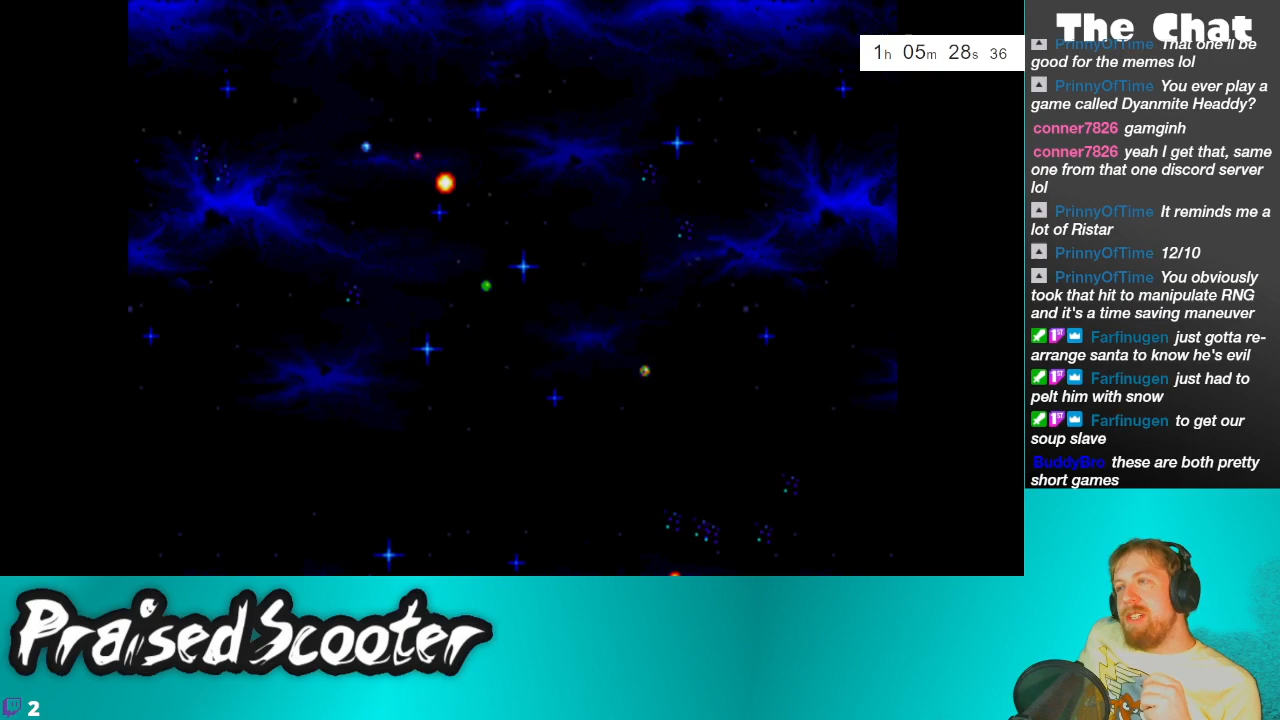 The Chat
1h 05m 28s 36
PrinnyOfTime That one'll be
good for the memes lol
PrinnyOfTime You ever play a
game called Dyanmite Headdy?
conner7826 gamginh
conner7826 yeah I get that, same
one from that one discord server
lol
PrinnyOfTime It reminds me a
lot of Ristar
PrinnyOfTime 12/10
PrinnyOfTime You obviously
took that hit to manipulate RNG
and it's a time saving maneuver
1ST Farfinugen just gotta re-
arrange santa to know he's evil
1ST Farfinugen just had to
pelt him with snow
1ST Farfinugen to get our
soup slave
BuddyBro these are both pretty
short games
PraisedScooter
2